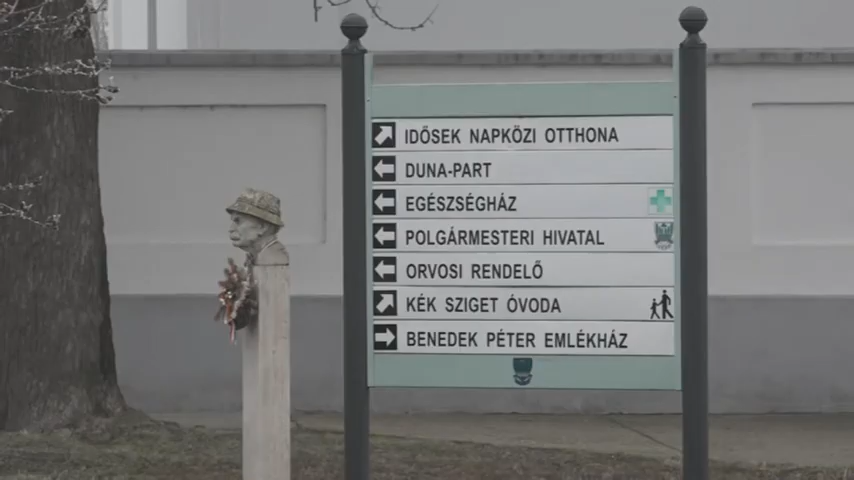 IDŐSEK NAPKÖZI OTTHONA
DUNA-PART
EGÉSZSÉGHÁZ
POLGÁRMESTERI HIVATAL
ORVOSI RENDELŐ
KÉK SZIGET ÓVODA
BENEDEK PÉTER EMLÉKHÁZ